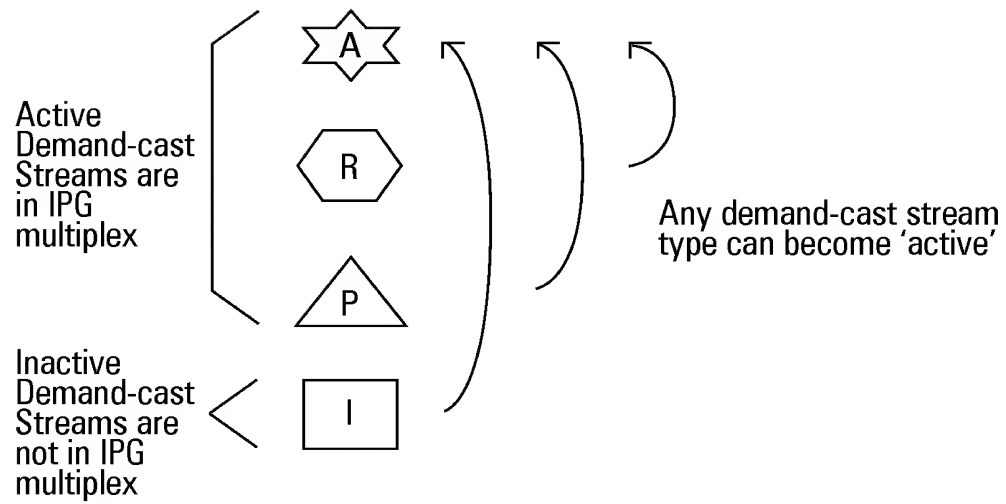 A
Active
Demand-cast
Streams are
in IPG
multiplex
R
Any demand-cast stream
type can become ‘active’
P
Inactive
Demand-cast
Streams are
not in IPG
multiplex
I